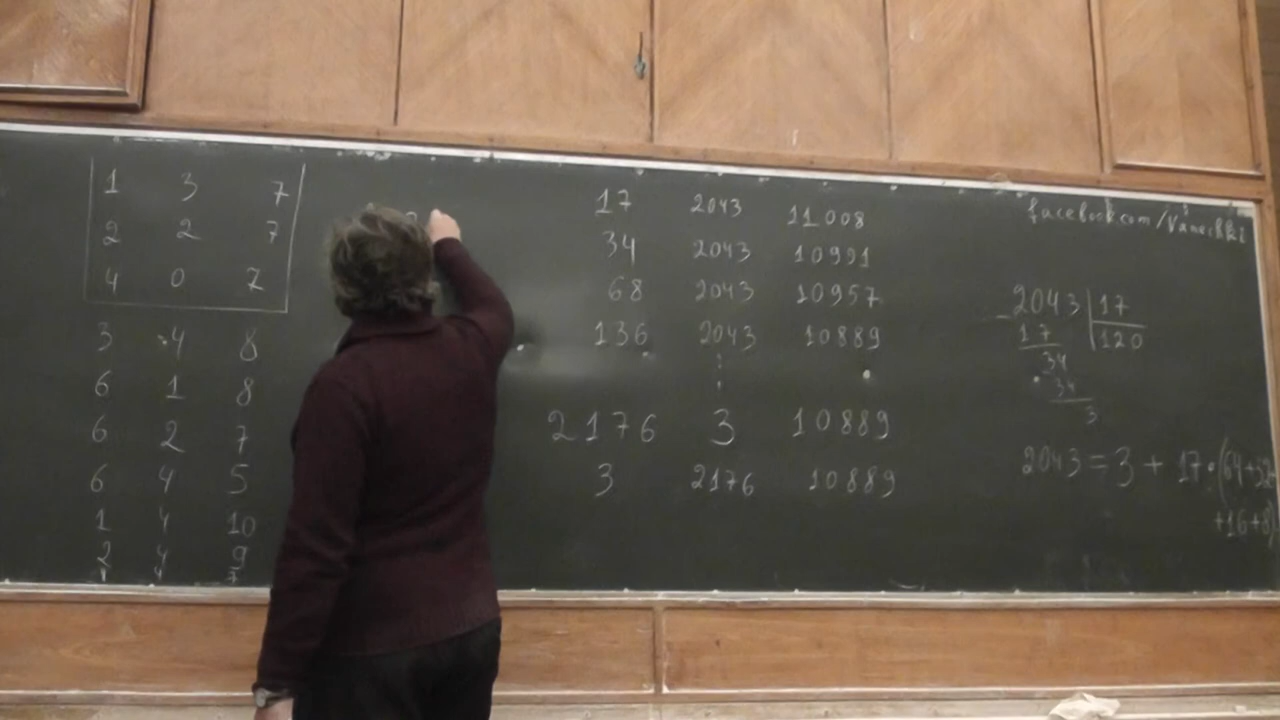 1 3 7
2 2 7
4 0 7
3 4 8
6 1 8
6 2 7
6 4 5
1 4 10
2 4 9
17 2043 11008
34 2043 10991
68 2043 10957
136 2043 10889
2176 3 10889
3 2176 10889
2043 17
17 120
34
34
3
2043 = 3 + 17 · (64+32
+16+8)